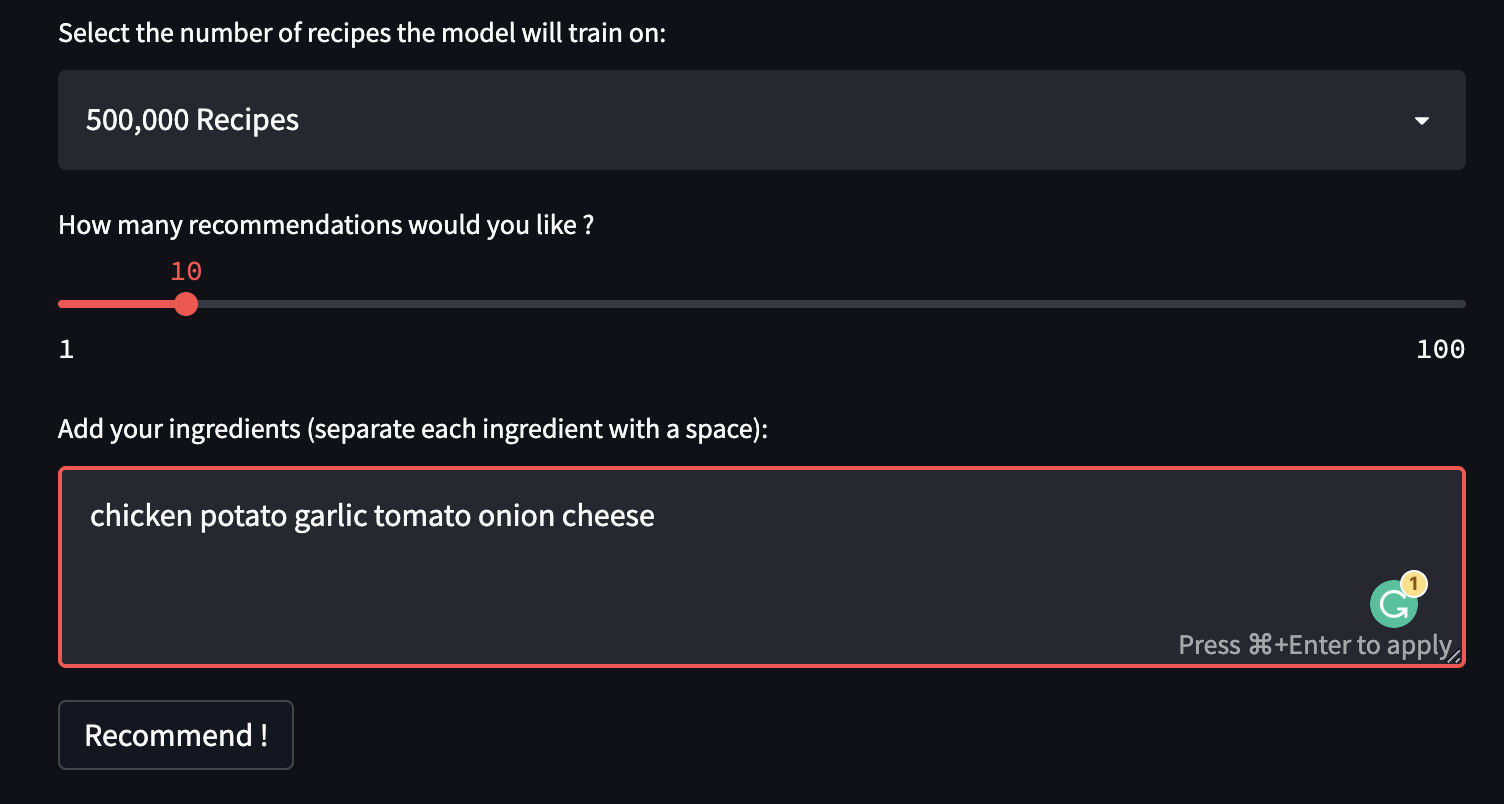 Select the number of recipes the model will train on:
500,000 Recipes
How many recommendations would you like ?
10
1
100
Add your ingredients (separate each ingredient with a space):
chicken potato garlic tomato onion cheese
1
Press ⌘+Enter to apply
Recommend !